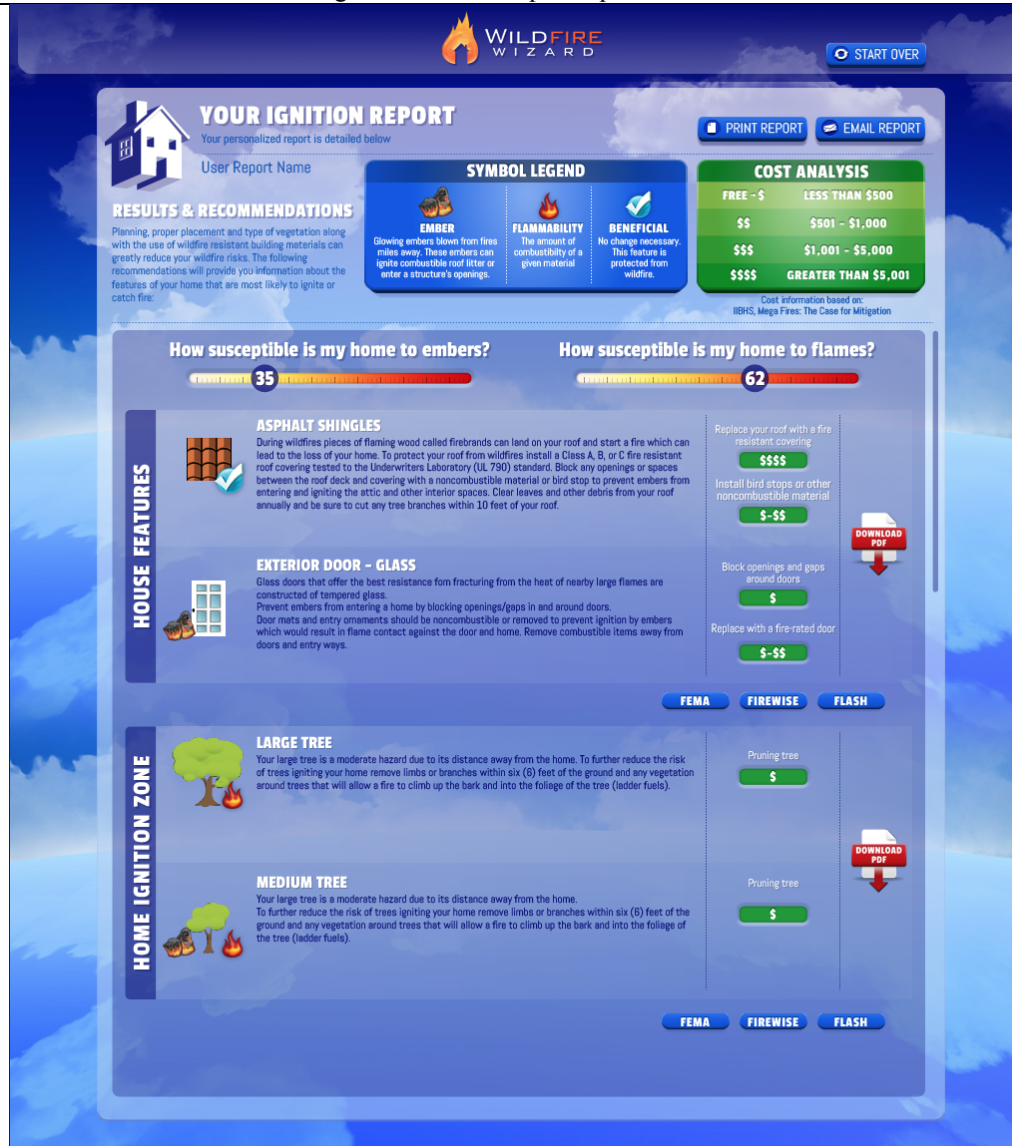 WILDFIRE
WIZARD
START OVER
YOUR IGNITION REPORT
Your personalized report is detailed below
PRINT REPORT
EMAIL REPORT
User Report Name
RESULTS & RECOMMENDATIONS
Planning, proper placement and type of vegetation along
with the use of wildfire resistant building materials can
greatly reduce your wildfire risks. The following
recommendations will provide you information about the
features of your home that are most likely to ignite or
catch fire:
SYMBOL LEGEND
EMBER
Glowing embers blown from fires
miles away. These embers can
ignite combustible roof litter or
enter a structure's openings.
FLAMMABILITY
The amount of
combustibilty of a
given material
BENEFICIAL
No change necessary.
This feature is
protected from
wildfire.
COST ANALYSIS
FREE - $ LESS THAN $500
$$ $501 - $1,000
$$$ $1,001 - $5,000
$$$$ GREATER THAN $5,001
Cost information based on:
IIBHS, Mega Fires: The Case for Mitigation
How susceptible is my home to embers?
35
How susceptible is my home to flames?
62
HOUSE FEATURES
ASPHALT SHINGLES
During wildfires pieces of flaming wood called firebrands can land on your roof and start a fire which can
lead to the loss of your home. To protect your roof from wildfires install a Class A, B, or C fire resistant
roof covering tested to the Underwriters Laboratory (UL 790) standard. Block any openings or spaces
between the roof deck and covering with a noncombustible material or bird stop to prevent embers from
entering and igniting the attic and other interior spaces. Clear leaves and other debris from your roof
annually and be sure to cut any tree branches within 10 feet of your roof.
Replace your roof with a fire
resistant covering
$$$$
Install bird stops or other
noncombustible material
$-$$
DOWNLOAD
PDF
EXTERIOR DOOR - GLASS
Glass doors that offer the best resistance fom fracturing from the heat of nearby large flames are
constructed of tempered glass.
Prevent embers from entering a home by blocking openings/gaps in and around doors.
Door mats and entry ornaments should be noncombustible or removed to prevent ignition by embers
which would result in flame contact against the door and home. Remove combustible items away from
doors and entry ways.
Block openings and gaps
around doors
$
Replace with a fire-rated door
$-$$
FEMA
FIREWISE
FLASH
HOME IGNITION ZONE
LARGE TREE
Your large tree is a moderate hazard due to its distance away from the home. To further reduce the risk
of trees igniting your home remove limbs or branches within six (6) feet of the ground and any vegetation
around trees that will allow a fire to climb up the bark and into the foliage of the tree (ladder fuels).
Pruning tree
$
DOWNLOAD
PDF
MEDIUM TREE
Your large tree is a moderate hazard due to its distance away from the home.
To further reduce the risk of trees igniting your home remove limbs or branches within six (6) feet of the
ground and any vegetation around trees that will allow a fire to climb up the bark and into the foliage of
the tree (ladder fuels).
Pruning tree
$
FEMA
FIREWISE
FLASH